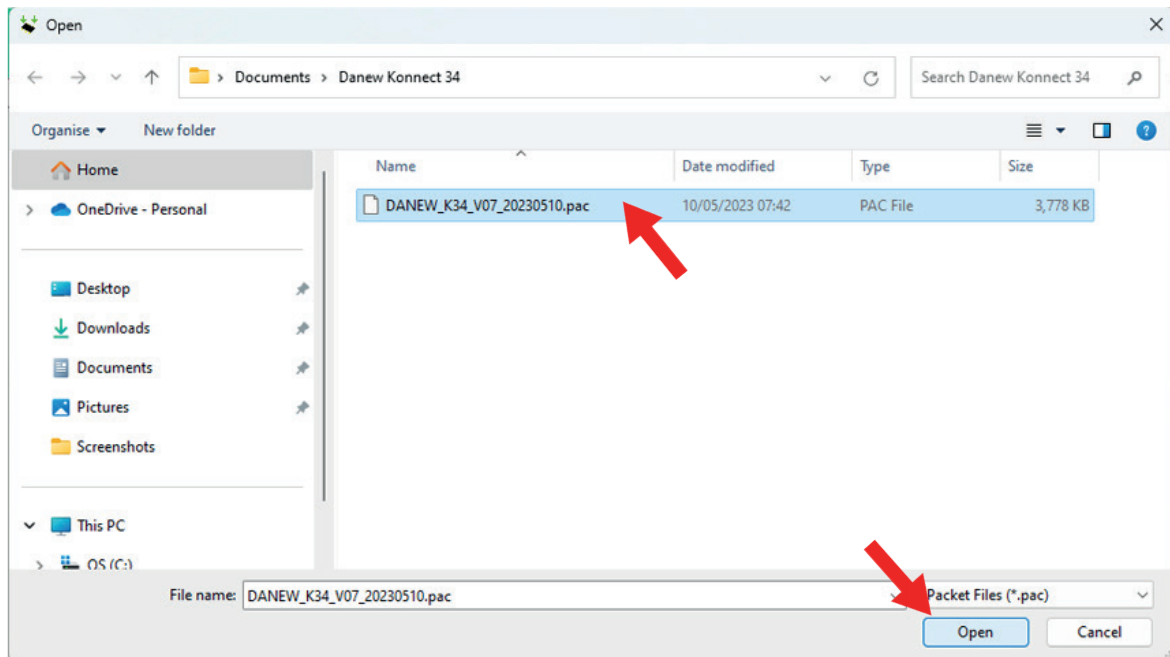 Open
Documents > Danew Konnect 34
Search Danew Konnect 34
Organise
New folder
Name
Date modified
Type
Size
Home
OneDrive - Personal
Desktop
Downloads
Documents
Pictures
Screenshots
This PC
OS (C:)
DANEW_K34_V07_20230510.pac
10/05/2023 07:42
PAC File
3,778 KB
File name: DANEW_K34_V07_20230510.pac
Packet Files (*.pac)
Open
Cancel